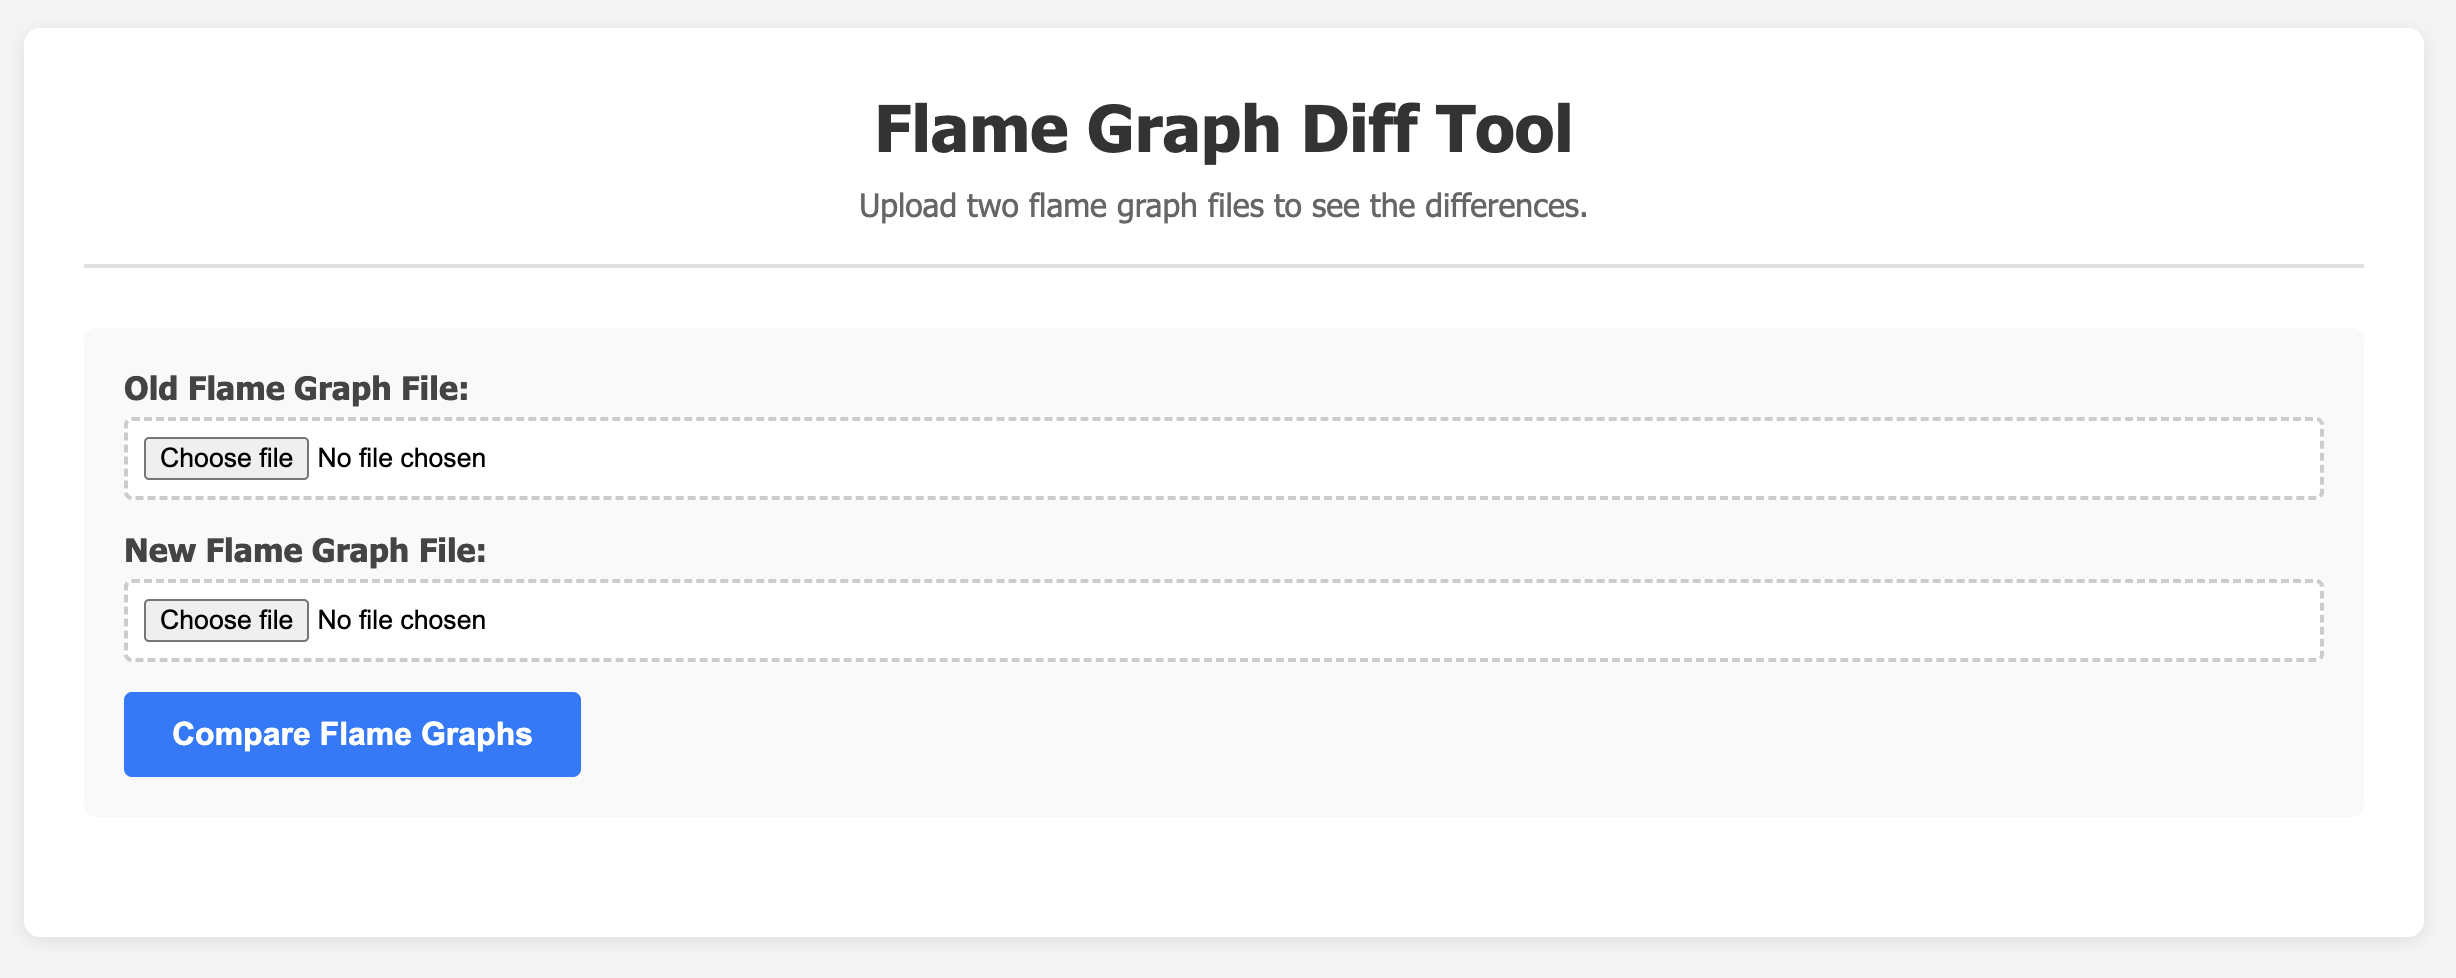 Flame Graph Diff Tool
Upload two flame graph files to see the differences.
Old Flame Graph File:
Choose file No file chosen
New Flame Graph File:
Choose file No file chosen
Compare Flame Graphs